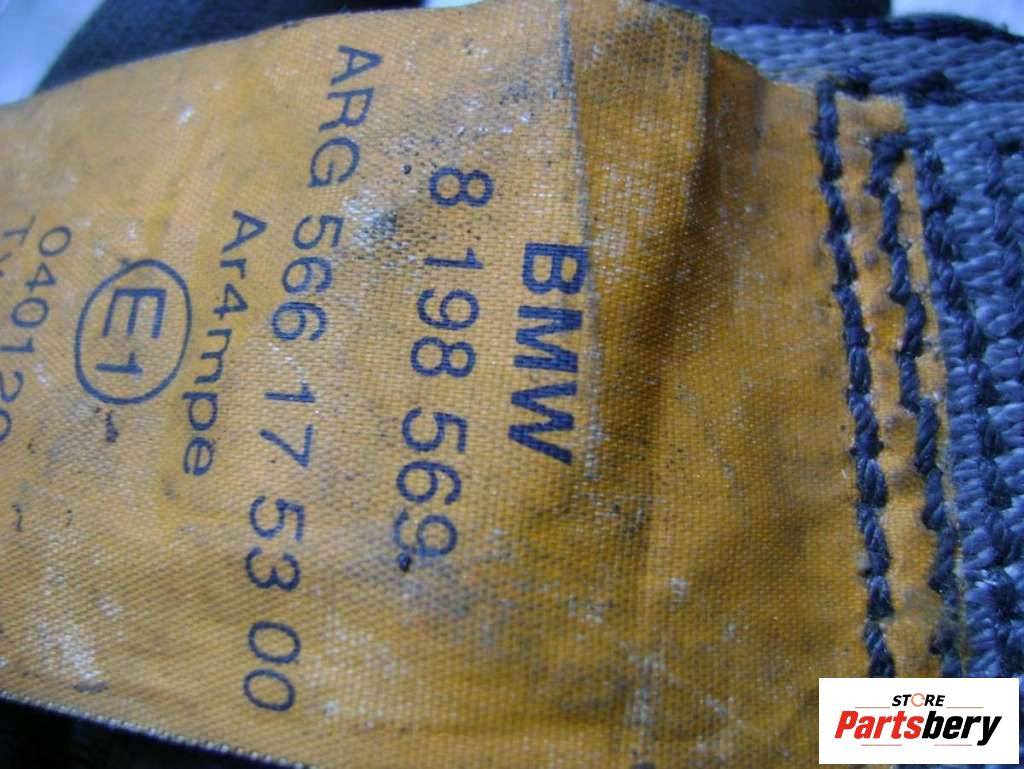 BMW
8 198 569
ARG 566 17 53 00
Ar4mpe
E1
STORE
Partsbery